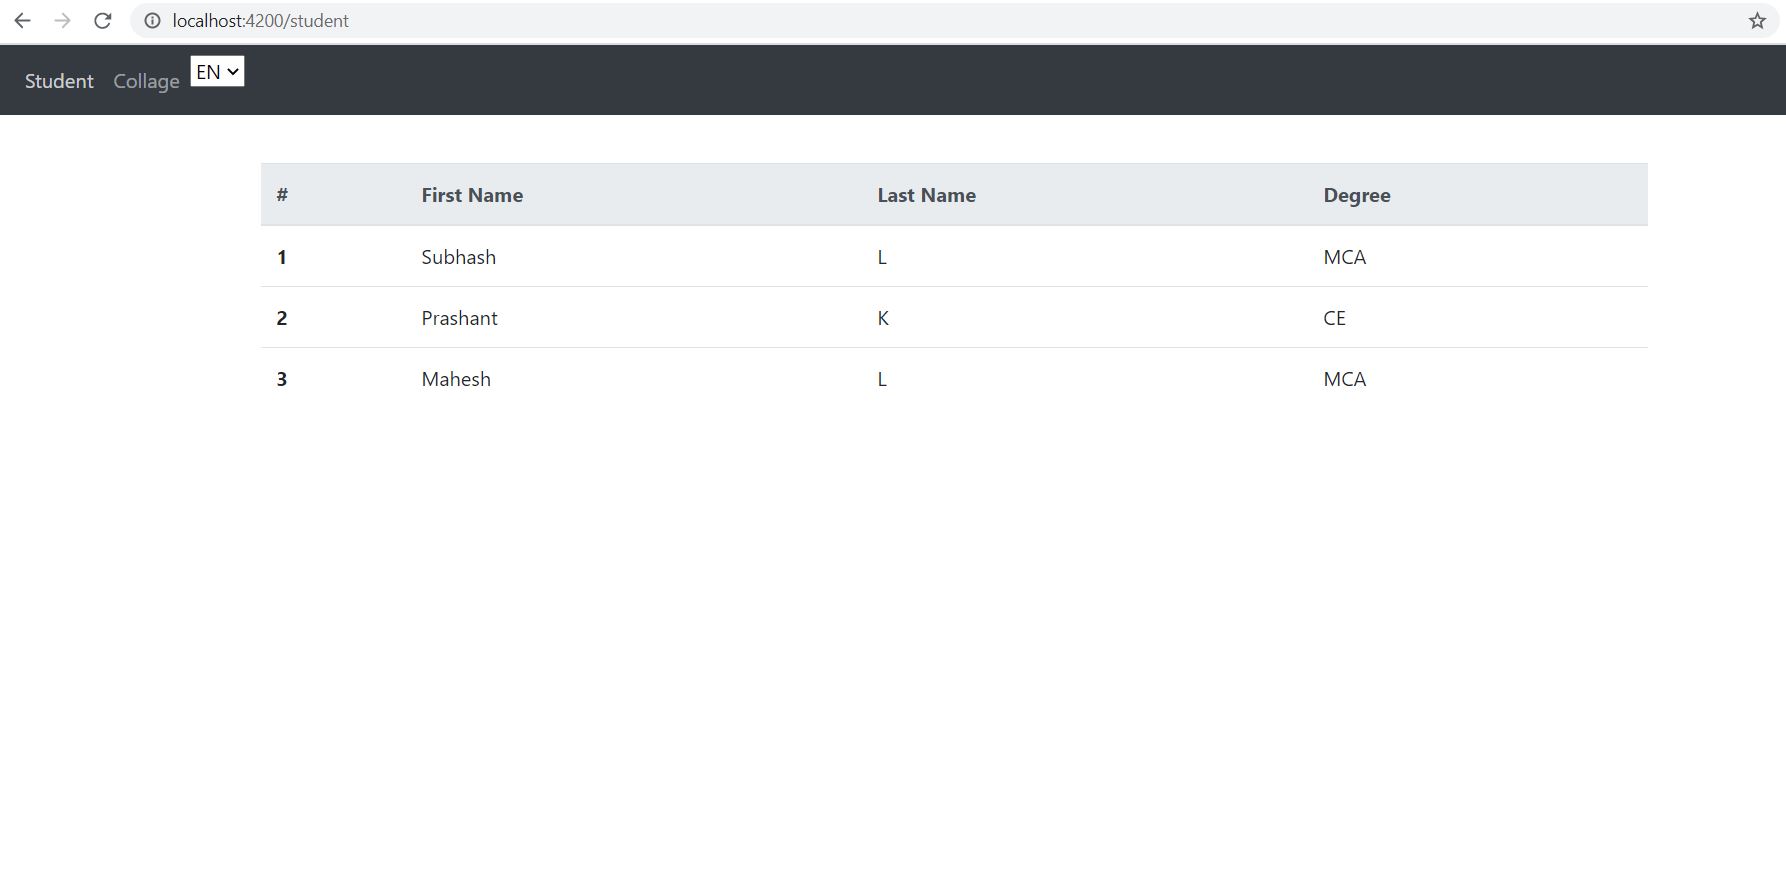 localhost:4200/student
Student Collage EN
# First Name Last Name Degree
1 Subhash L MCA
2 Prashant K CE
3 Mahesh L MCA